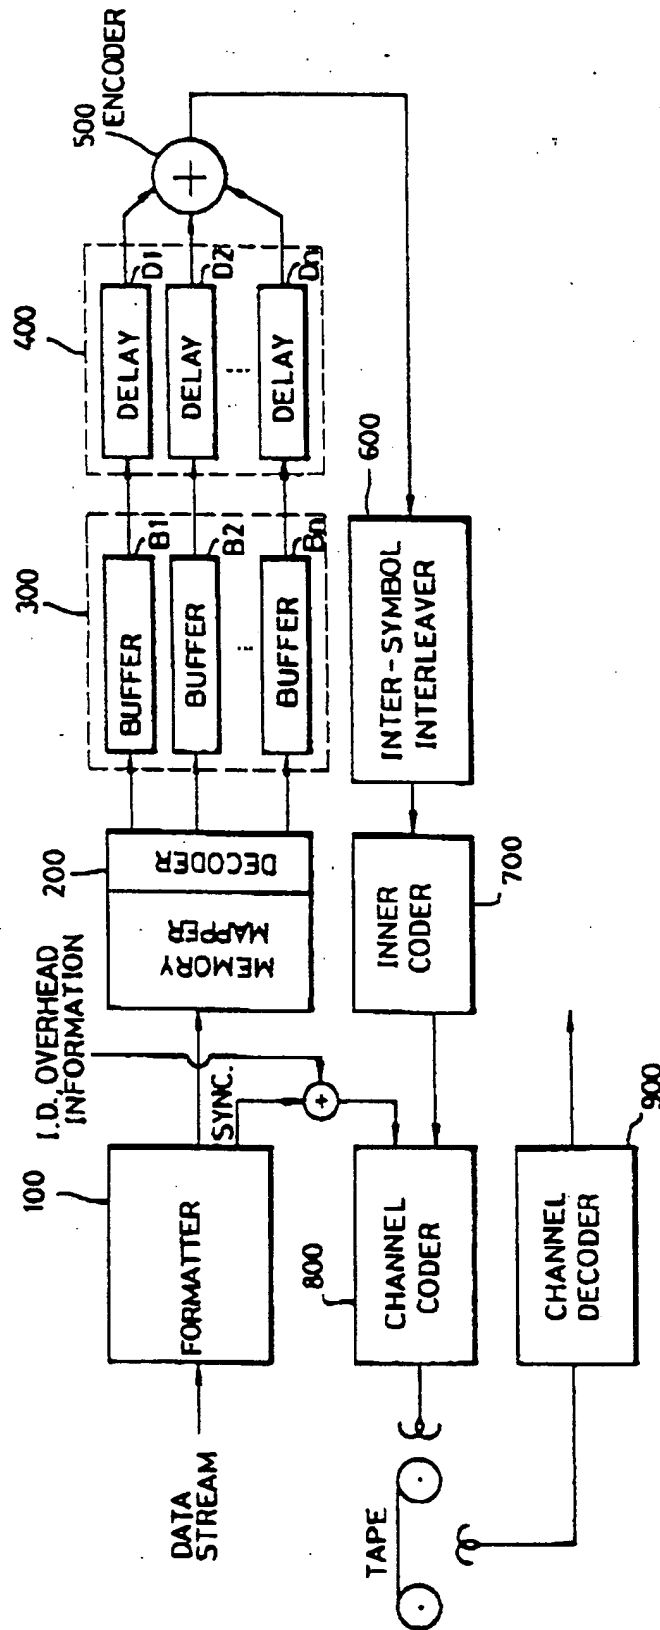 DATA
STREAM
100
FORMATTER
SYNC.
I.D., OVERHEAD
INFORMATION
+
200
MEMORY
MAPPER
DECODER
300
BUFFER
B1
BUFFER
B2
BUFFER
Bn
400
DELAY
D1
DELAY
D2
DELAY
Dn
500
ENCODER
+
600
INTER-SYMBOL
INTERLEAVER
INNER
CODER
700
800
CHANNEL
CODER
TAPE
CHANNEL
DECODER
900